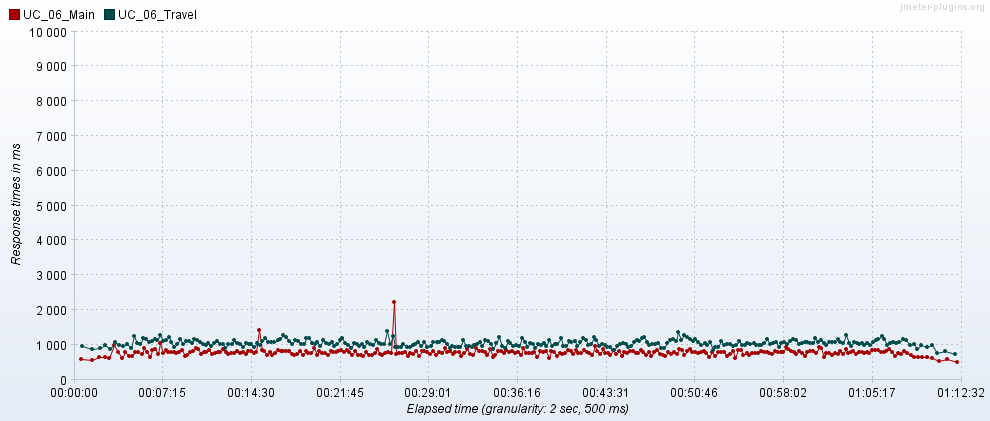 UC_06_Main UC_06_Travel
jmeter-plugins.org
10 000
9 000
8 000
7 000
6 000
5 000
4 000
3 000
2 000
1 000
0
Response times in ms
00:00:00 00:07:15 00:14:30 00:21:45 00:29:01 00:36:16 00:43:31 00:50:46 00:58:02 01:05:17 01:12:32
Elapsed time (granularity: 2 sec, 500 ms)